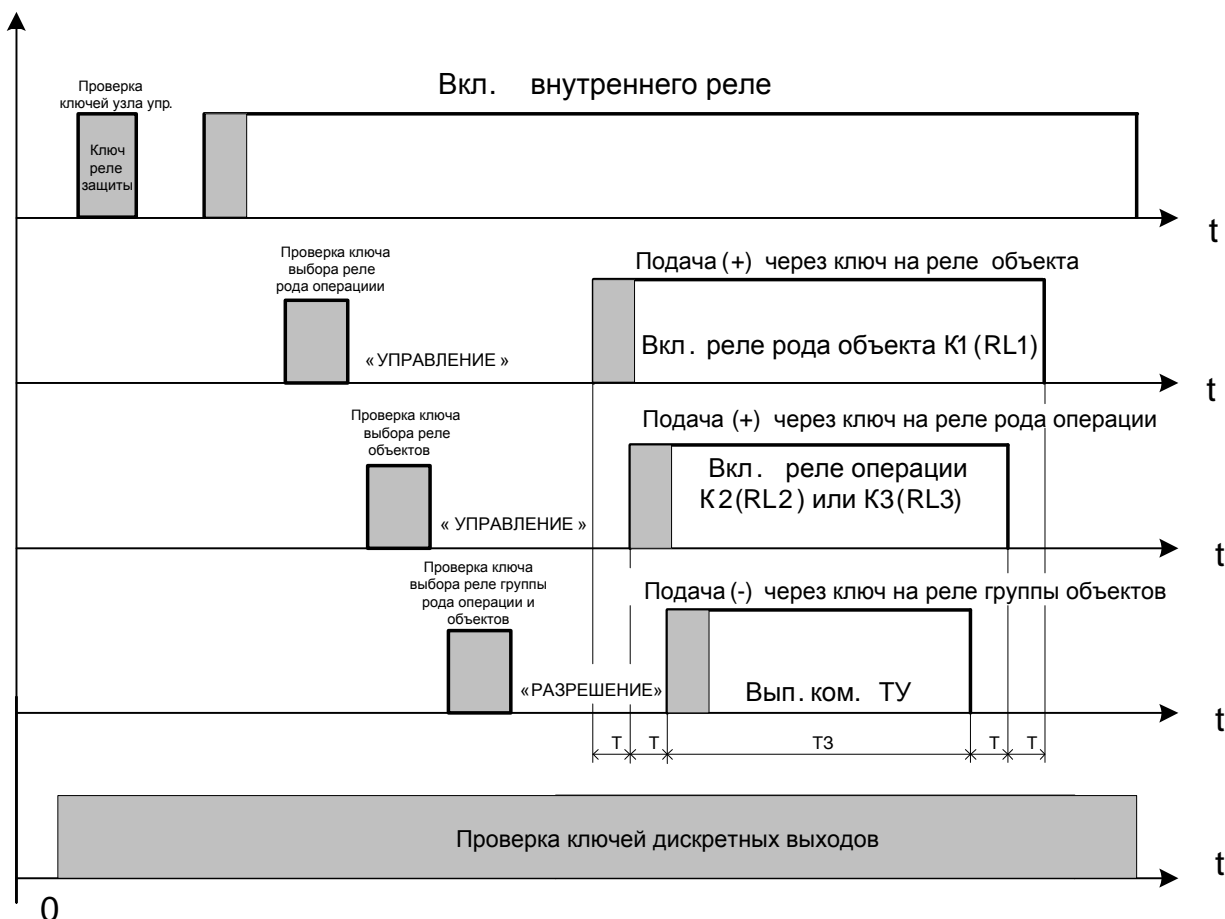 Проверка
ключей узла упр.
Вкл. внутреннего реле
Ключ
реле
защиты
t
Проверка ключа
выбора реле
рода операциии
Подача (+) через ключ на реле объекта
«УПРАВЛЕНИЕ»
Вкл. реле рода объекта К1(RL1)
t
Проверка ключа
выбора реле
объектов
Подача (+) через ключ на реле рода операции
Вкл. реле операции
К2(RL2) или К3(RL3)
« УПРАВЛЕНИЕ »
t
Проверка ключа
выбора реле группы
рода операции и
объектов
Подача (-) через ключ на реле группы объектов
«РАЗРЕШЕНИЕ»
Вып. ком. ТУ
t
Т Т Т3 Т Т
Проверка ключей дискретных выходов
t
0